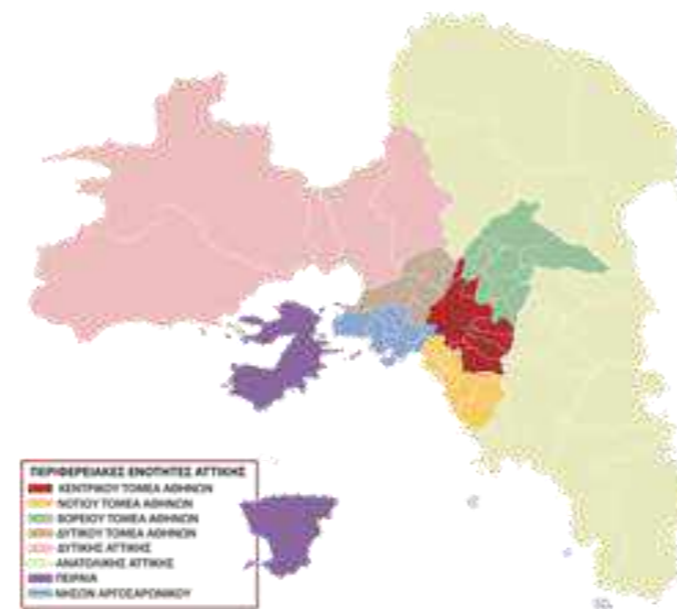 ΠΕΡΙΦΕΡΕΙΑΚΕΣ ΕΝΟΤΗΤΕΣ ΑΤΤΙΚΗΣ
ΚΕΝΤΡΙΚΟΥ ΤΟΜΕΑ ΑΘΗΝΩΝ
ΝΟΤΙΟΥ ΤΟΜΕΑ ΑΘΗΝΩΝ
ΒΟΡΕΙΟΥ ΤΟΜΕΑ ΑΘΗΝΩΝ
ΔΥΤΙΚΟΥ ΤΟΜΕΑ ΑΘΗΝΩΝ
ΔΥΤΙΚΗΣ ΑΤΤΙΚΗΣ
ΑΝΑΤΟΛΙΚΗΣ ΑΤΤΙΚΗΣ
ΠΕΙΡΑΙΑ
ΝΗΣΩΝ ΑΡΓΟΣΑΡΩΝΙΚΟΥ